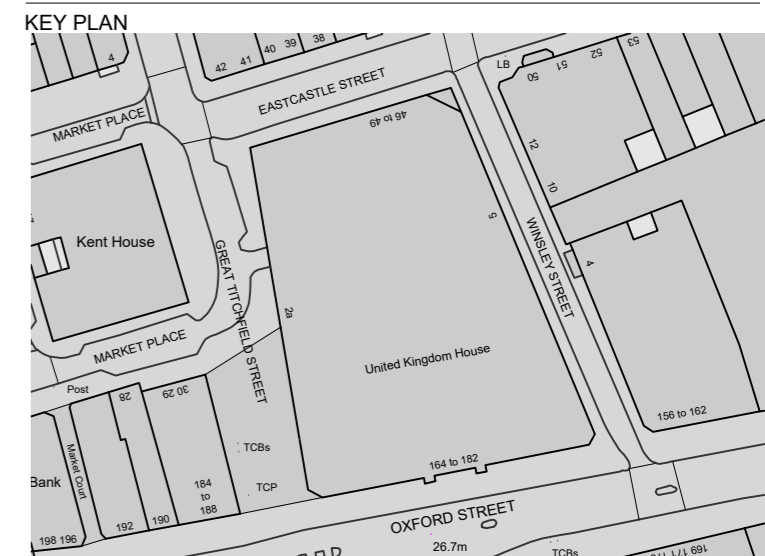 KEY PLAN
4
42
41
40
39
38
EASTCASTLE STREET
MARKET PLACE
LB
50
51
52
53
46 to 49
12
10
5
WINSLEY STREET
4
Kent House
GREAT TITCHFIELD STREET
2a
MARKET PLACE
United Kingdom House
Post
28
29 30
156 to 162
Market Court
TCBs
Bank
184
to
188
TCP
164 to 182
OXFORD STREET
192
190
198 196
26.7m
TCBs